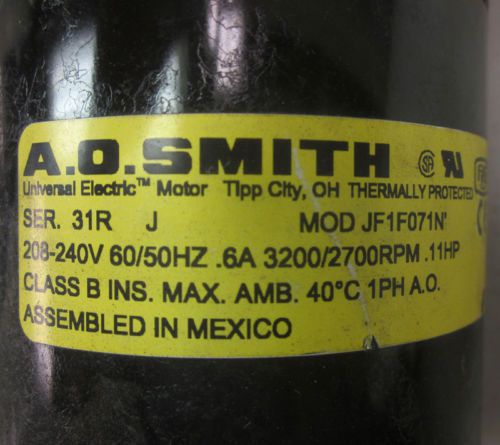 A.O.SMITH
Universal Electric™ Motor Tipp City, OH THERMALLY PROTECTED
SER. 31R J MOD JF1F071N
208-240V 60/50HZ .6A 3200/2700RPM .11HP
CLASS B INS. MAX. AMB. 40°C 1PH A.O.
ASSEMBLED IN MEXICO